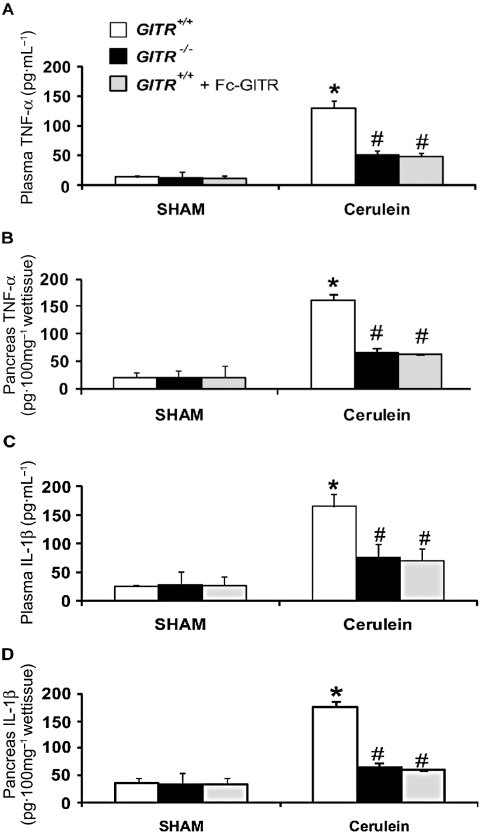 A
GITR+/+
GITR-/-
GITR+/+ + Fc-GITR
Plasma TNF-α (pg·mL−1)
200
150
100
50
0
*
#
#
SHAM
Cerulein
B
Pancreas TNF-α
(pg·100mg−1 wettissue)
200
150
100
50
0
*
#
#
SHAM
Cerulein
C
Plasma IL-1β (pg·mL−1)
200
150
100
50
0
*
#
#
SHAM
Cerulein
D
Pancreas IL-1β
(pg·100mg−1 wettissue)
200
150
100
50
0
*
#
#
SHAM
Cerulein